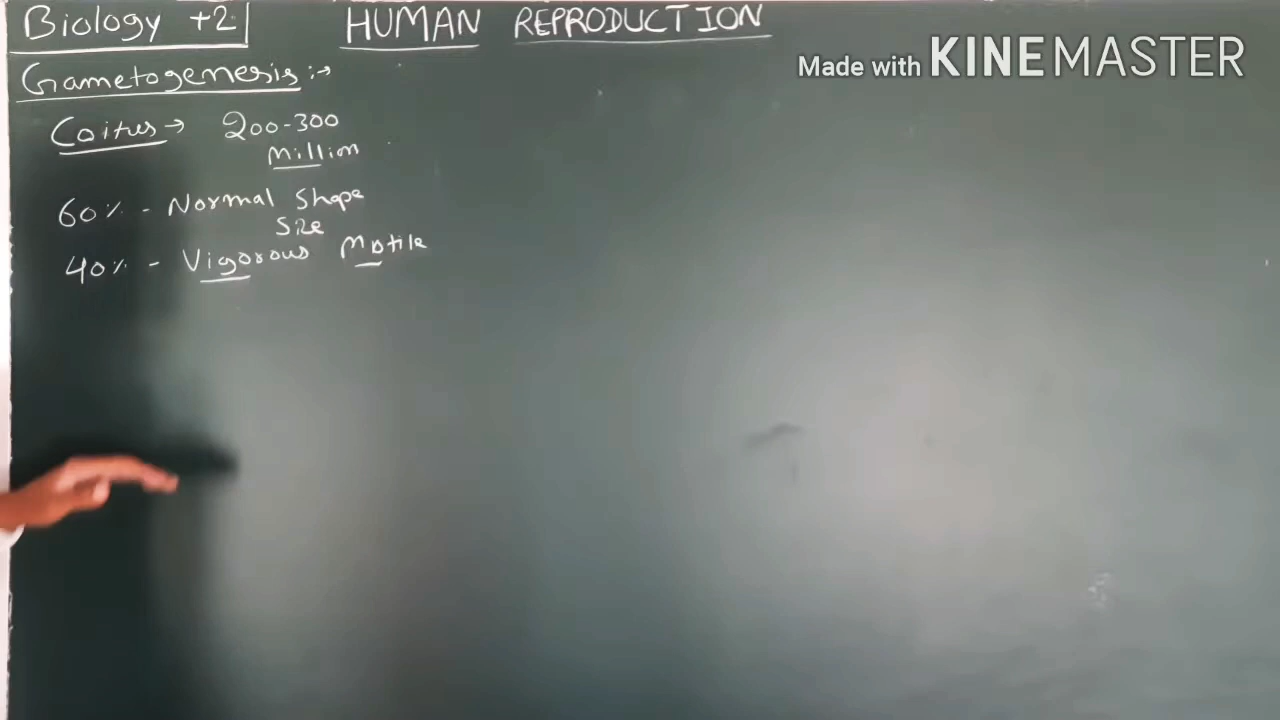 Biology +2
HUMAN REPRODUCTION
Made with KINEMASTER
Gametogenesis :→
Coitus → 200-300
Million
60% - Normal Shape
Size
40% - Vigorous Motile